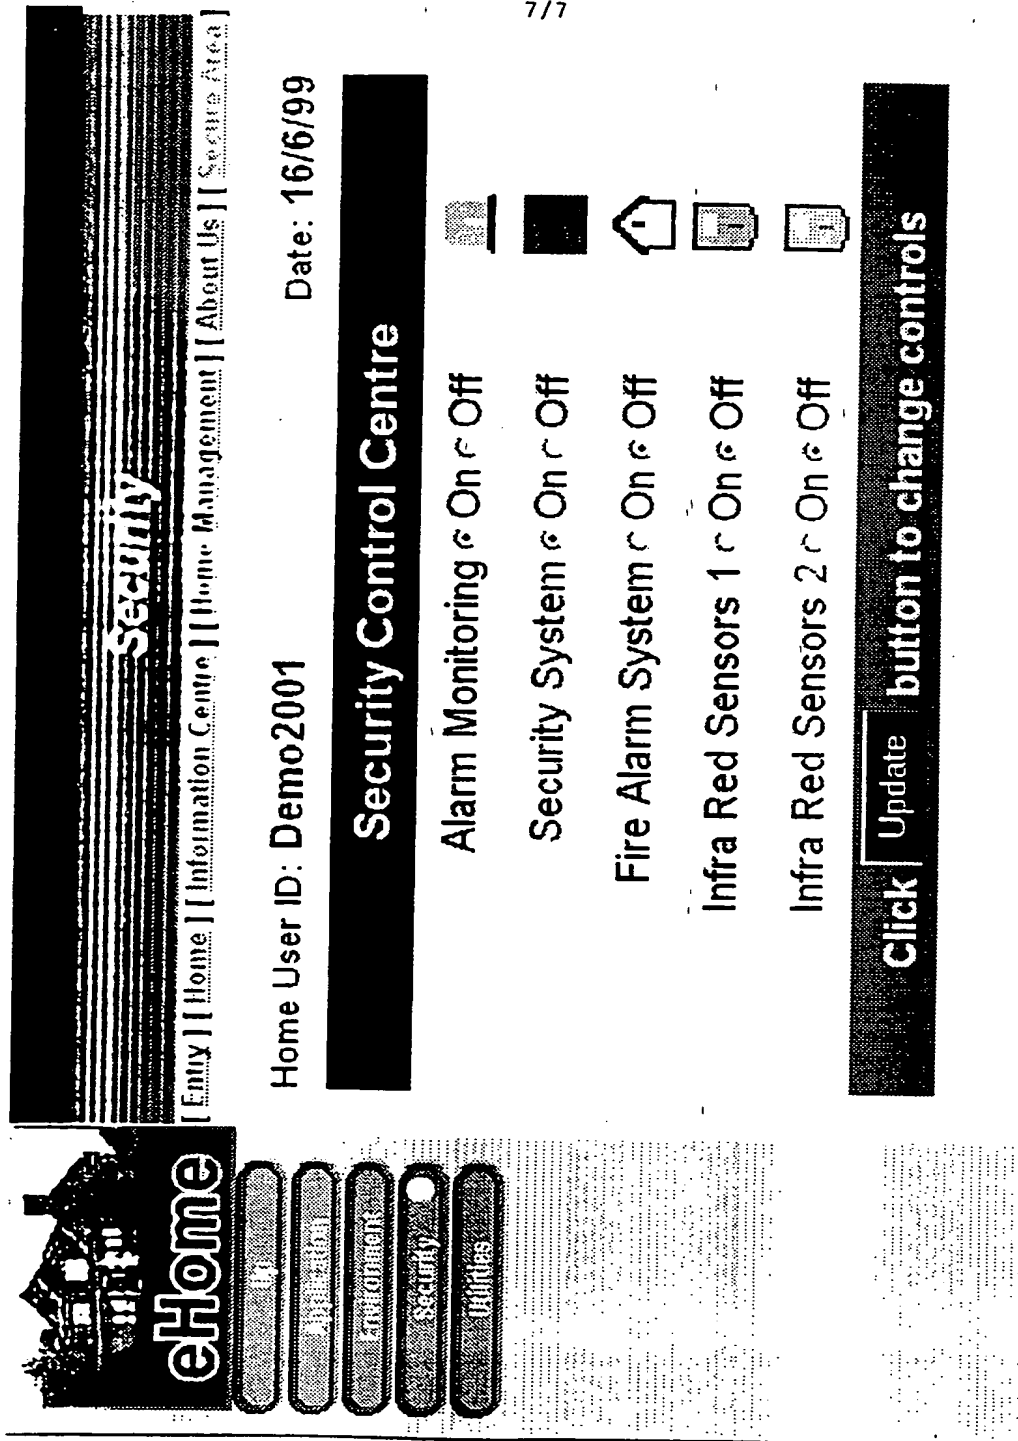 7/7
Security
[ Entry ] [ Home ] [ Information Centre ] [ Home Management ] [ About Us ] [ Secure Area ]
eHome
Up
Application
Environment
Security
Utilities
Home User ID: Demo2001 Date: 16/6/99
Security Control Centre
Alarm Monitoring On Off
Security System On Off
Fire Alarm System On Off
Infra Red Sensors 1 On Off
Infra Red Sensors 2 On Off
Click Update button to change controls